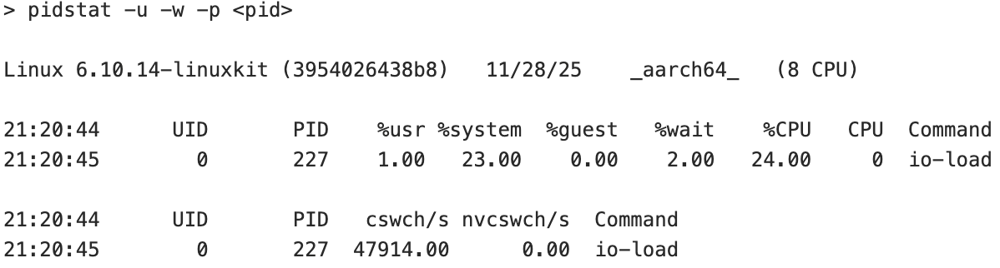 > pidstat -u -w -p <pid>
Linux 6.10.14-linuxkit (3954026438b8) 11/28/25 _aarch64_ (8 CPU)
21:20:44 UID PID %usr %system %guest %wait %CPU CPU Command
21:20:45 0 227 1.00 23.00 0.00 2.00 24.00 0 io-load
21:20:44 UID PID cswch/s nvcswch/s Command
21:20:45 0 227 47914.00 0.00 io-load